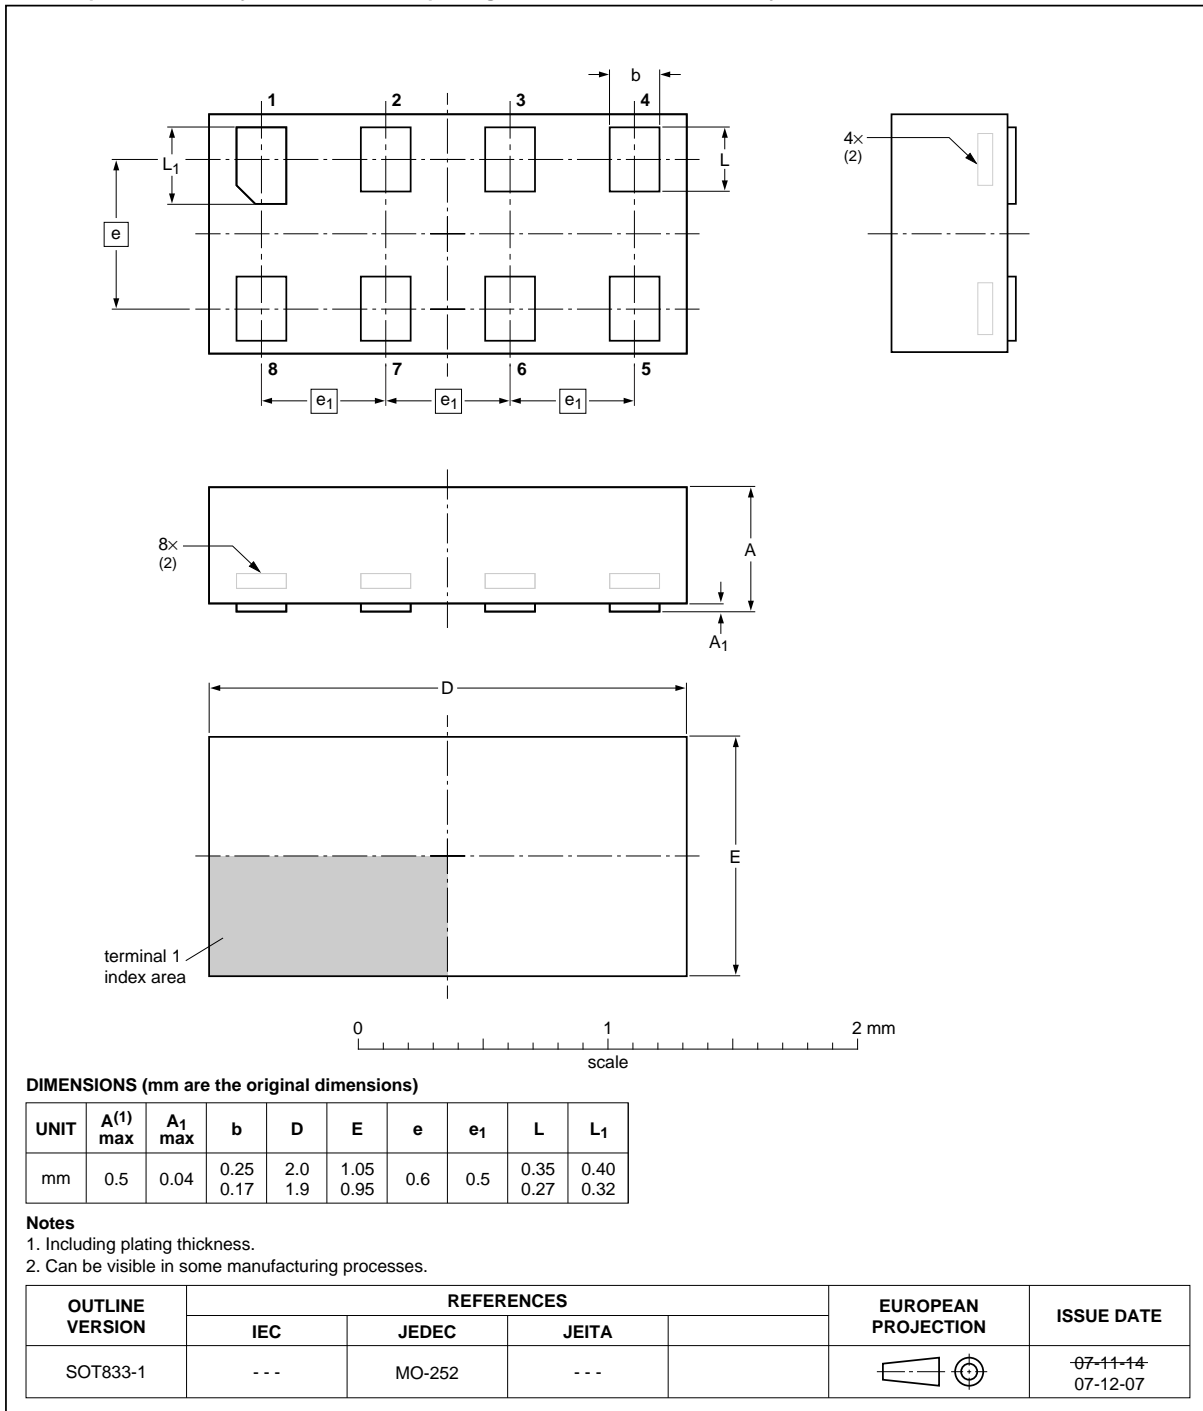 1 2 3 4
b
L1
L
e
8 7 6 5
e1 e1 e1
4×
(2)
8×
(2)
A
A1
D
E
terminal 1
index area
0 1 2 mm
scale
DIMENSIONS (mm are the original dimensions)
UNIT A(1) max A1 max b D E e e1 L L1
mm 0.5 0.04 0.25 0.17 2.0 1.9 1.05 0.95 0.6 0.5 0.35 0.27 0.40 0.32
Notes
1. Including plating thickness.
2. Can be visible in some manufacturing processes.
OUTLINE VERSION REFERENCES EUROPEAN PROJECTION ISSUE DATE
IEC JEDEC JEITA
SOT833-1 - - - MO-252 - - - 07-11-14
07-12-07